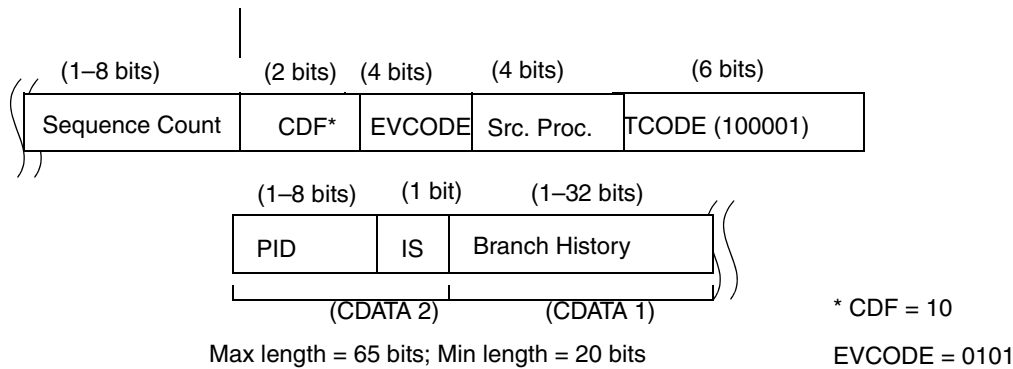 (1–8 bits) (2 bits) (4 bits) (4 bits) (6 bits)
Sequence Count CDF* EVCODE Src. Proc. TCODE (100001)
(1–8 bits) (1 bit) (1–32 bits)
PID IS Branch History
(CDATA 2) (CDATA 1)
* CDF = 10
Max length = 65 bits; Min length = 20 bits
EVCODE = 0101